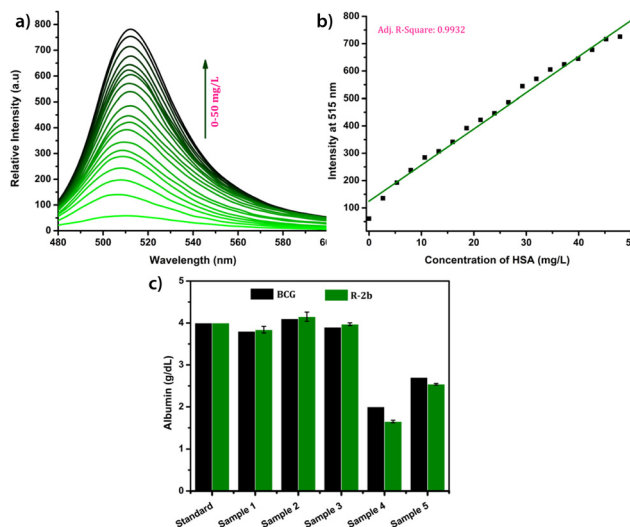 a)
Relative Intensity (a.u)
800
700
600
500
400
300
200
100
0
480
500
520
540
560
580
60
Wavelength (nm)
0-50 mg/L
b)
Intensity at 515 nm
800
700
600
500
400
300
200
100
0
10
20
30
40
50
Concentration of HSA (mg/L)
Adj. R-Square: 0.9932
c)
BCG
R-2b
Albumin (g/dL)
5
4
3
2
1
0
Standard
Sample 1
Sample 2
Sample 3
Sample 4
Sample 5